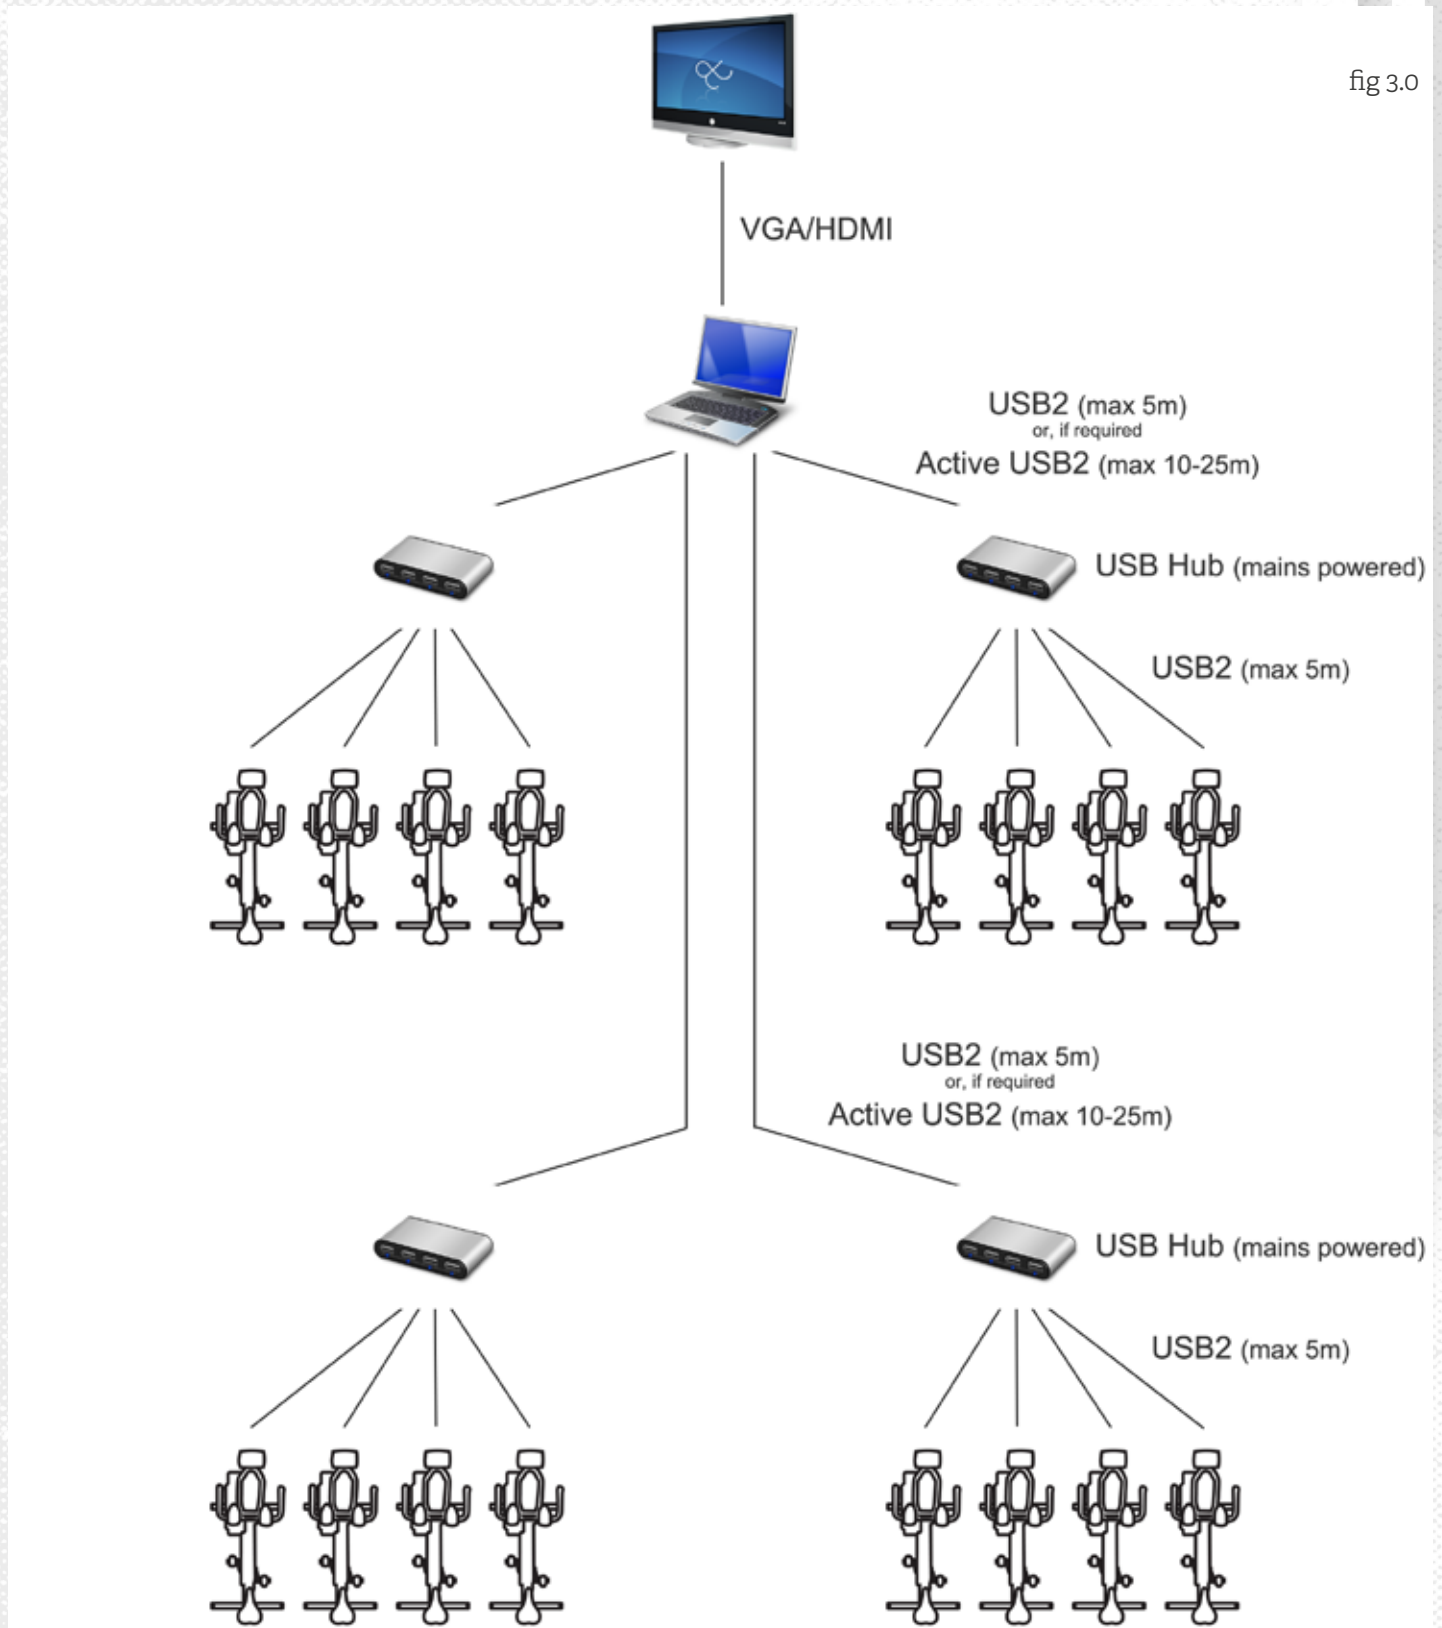 fig 3.0
VGA/HDMI
USB2 (max 5m)
or, if required
Active USB2 (max 10-25m)
USB Hub (mains powered)
USB2 (max 5m)
USB2 (max 5m)
or, if required
Active USB2 (max 10-25m)
USB Hub (mains powered)
USB2 (max 5m)